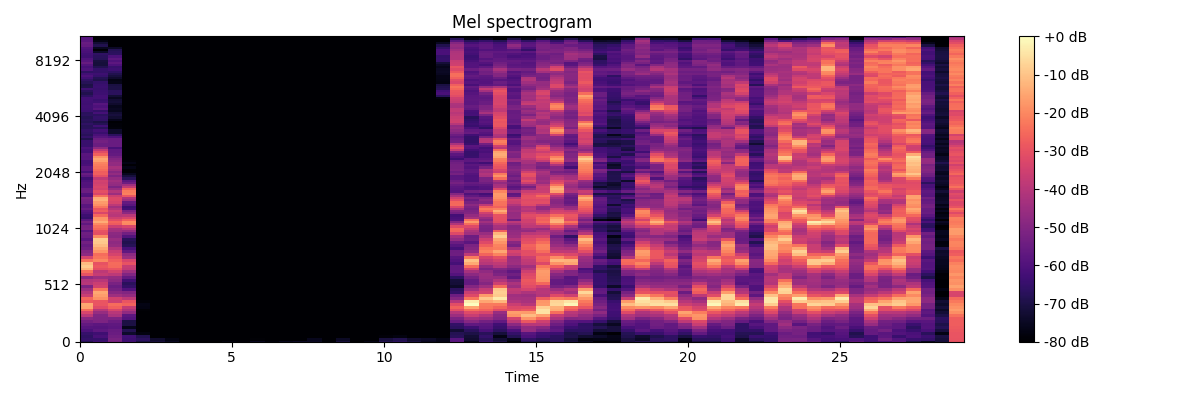 Mel spectrogram
+0 dB
8192
-10 dB
-20 dB
4096
-30 dB
Hz
2048
-40 dB
1024
-50 dB
-60 dB
512
-70 dB
0
-80 dB
0 5 10 15 20 25
Time